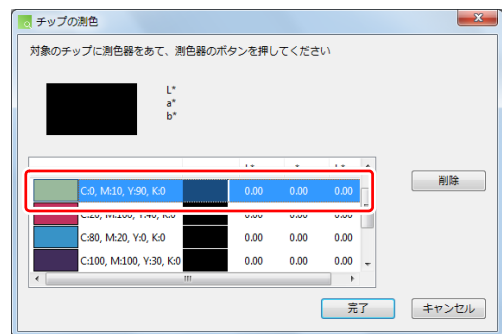 チップの測色
対象のチップに測色器をあて、測色器のボタンを押してください
L*
a*
b*
C:0, M:10, Y:90, K:0 0.00 0.00 0.00
C:20, M:100, Y:40, K:0 0.00 0.00 0.00
C:80, M:20, Y:0, K:0 0.00 0.00 0.00
C:100, M:100, Y:30, K:0 0.00 0.00 0.00
削除
完了
キャンセル